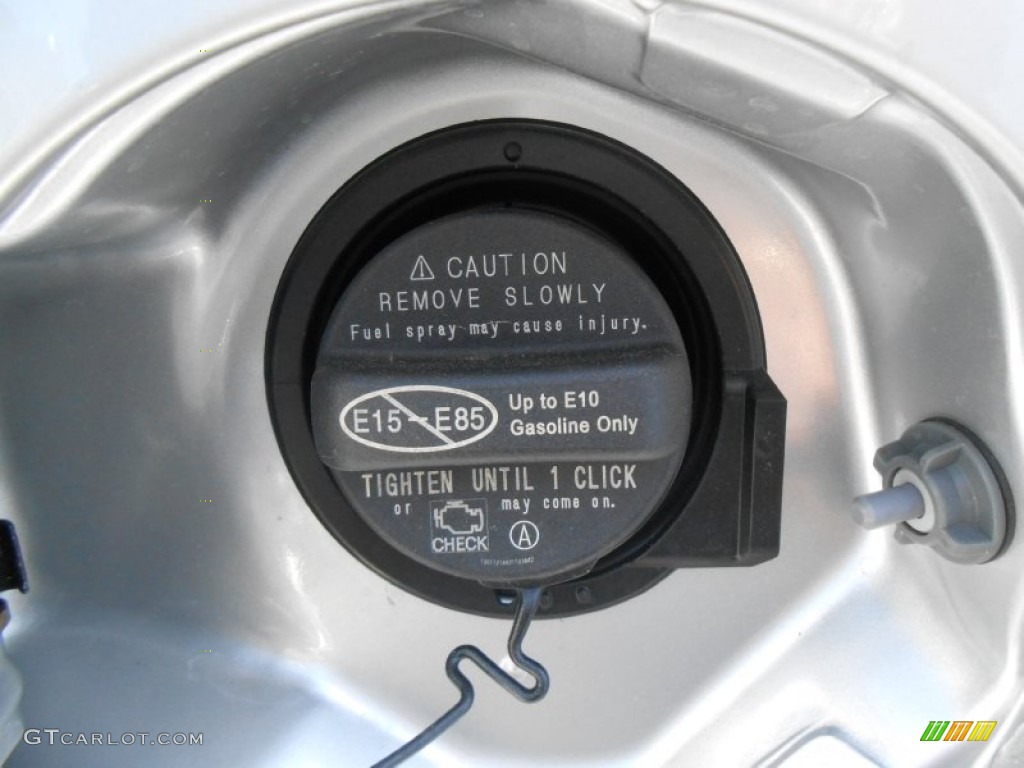 ⚠ CAUTION
REMOVE SLOWLY
Fuel spray may cause injury.
E15-E85
Up to E10
Gasoline Only
TIGHTEN UNTIL 1 CLICK
or CHECK may come on.
A
GTCARLOT.COM